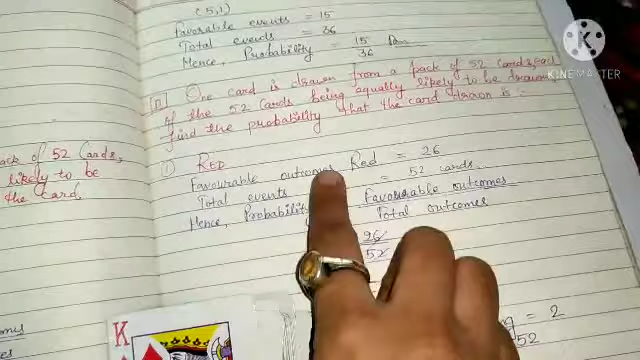 (5,1)
Favorable events = 15
Total events = 36
Hence, Probability = 15/36 Ans
One card is drawn from a pack of 52 cards, each
of the 52 cards being equally likely to be drawn,
find the probability that the card drawn is :-
ack of 52 Cards,
likely to be
the card
① RED
Favourable outcomes Red = 26
Total events = 52 cards.
Hence, Probability Favourable outcomes
Total outcomes
26
52
= 2
52
K
KINEMASTER